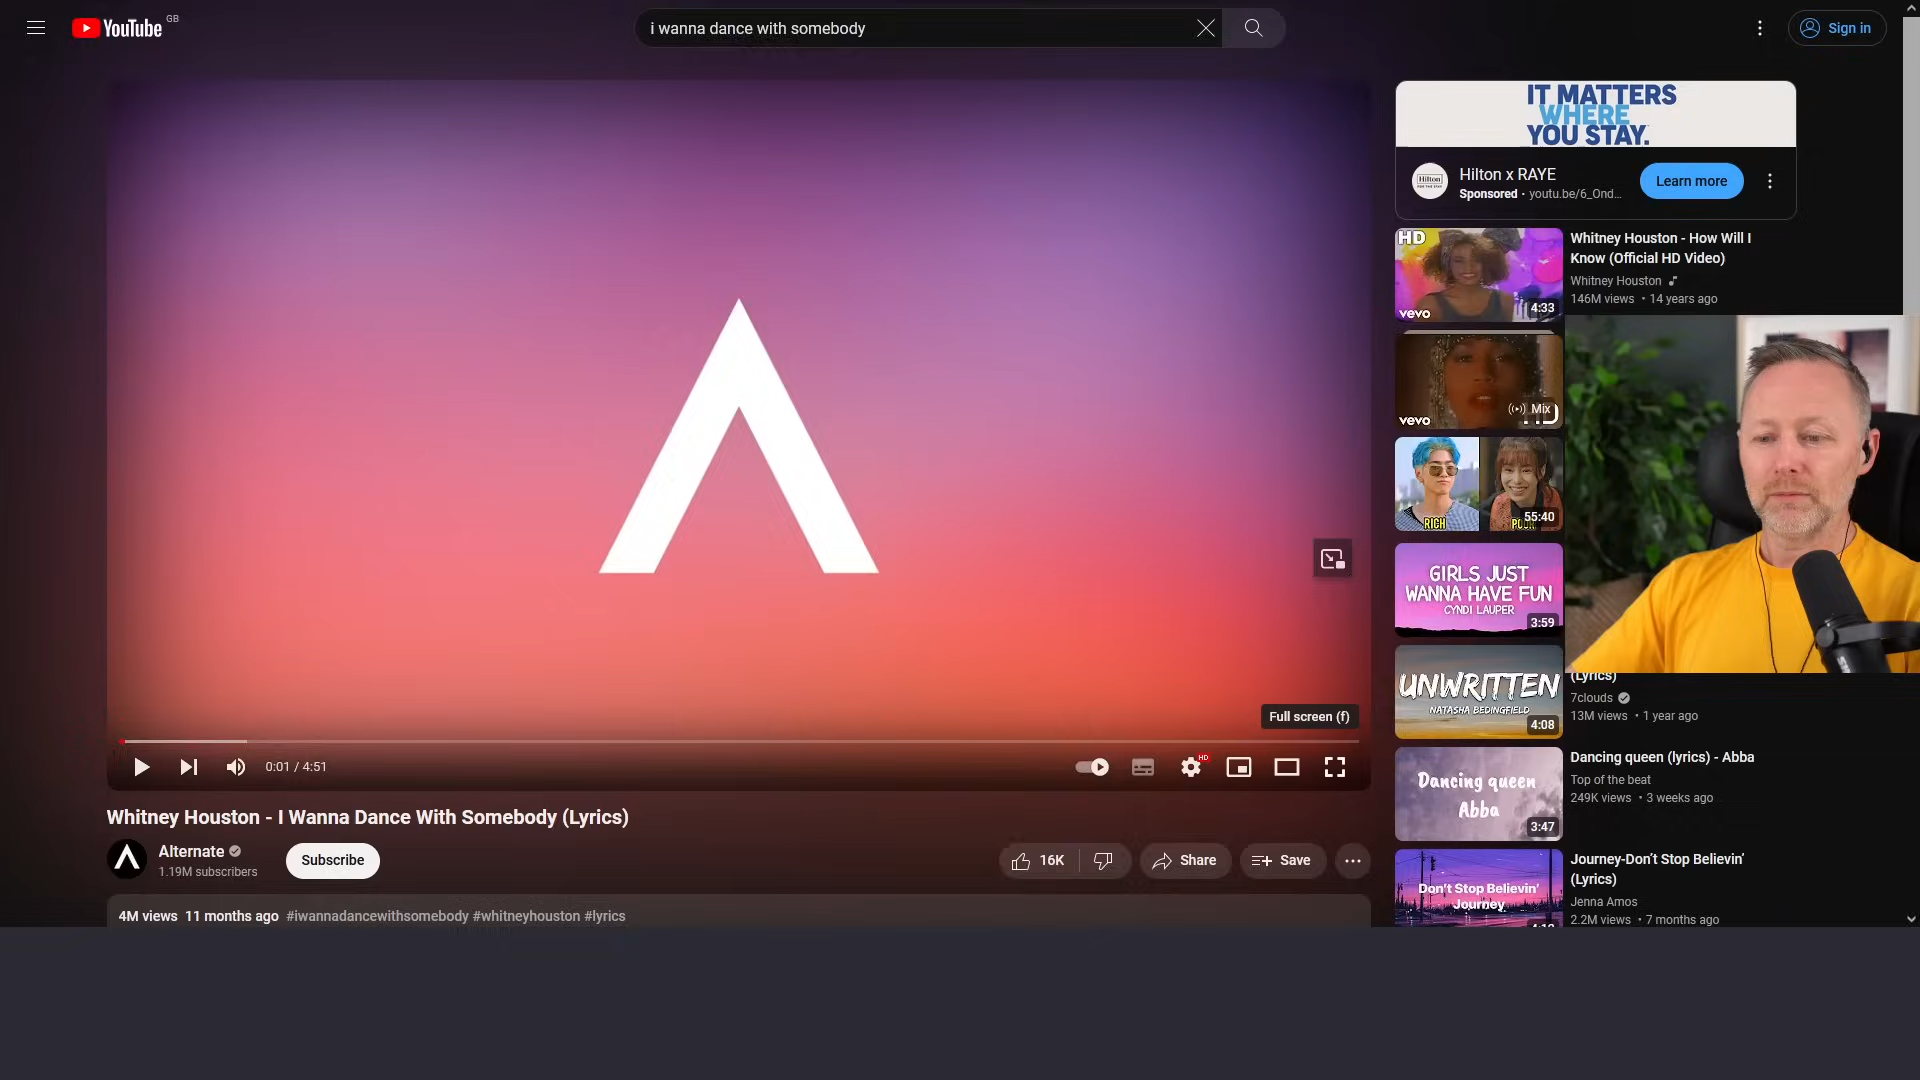 YouTube GB
i wanna dance with somebody
Sign in
Full screen (f)
0:01 / 4:51
HD
Whitney Houston - I Wanna Dance With Somebody (Lyrics)
Alternate
1.19M subscribers
Subscribe
16K
Share
Save
4M views 11 months ago #iwannadancewithsomebody #whitneyhouston #lyrics
IT MATTERS
WHERE
YOU STAY.
Hilton
Hilton x RAYE
Sponsored • youtu.be/6_Ond...
Learn more
HD
vevo
4:33
Whitney Houston - How Will I
Know (Official HD Video)
Whitney Houston
146M views • 14 years ago
vevo
Mix
RICH
55:40
GIRLS JUST
WANNA HAVE FUN
CYNDI LAUPER
3:59
UNWRITTEN
NATASHA BEDINGFIELD
4:08
(Lyrics)
7clouds
13M views • 1 year ago
Dancing queen
Abba
3:47
Dancing queen (lyrics) - Abba
Top of the beat
249K views • 3 weeks ago
Don't Stop Believin'
Journey
Journey-Don't Stop Believin'
(Lyrics)
Jenna Amos
2.2M views • 7 months ago